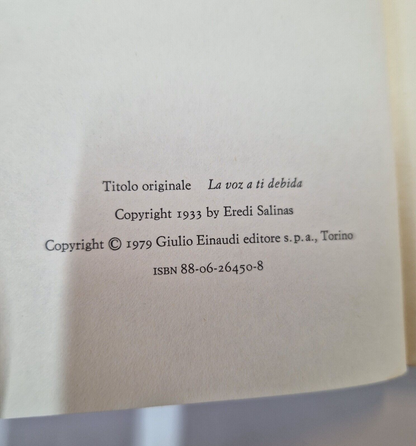 Titolo originale La voz a ti debida
Copyright 1933 by Eredi Salinas
Copyright © 1979 Giulio Einaudi editore s.p.a., Torino
ISBN 88-06-26450-8